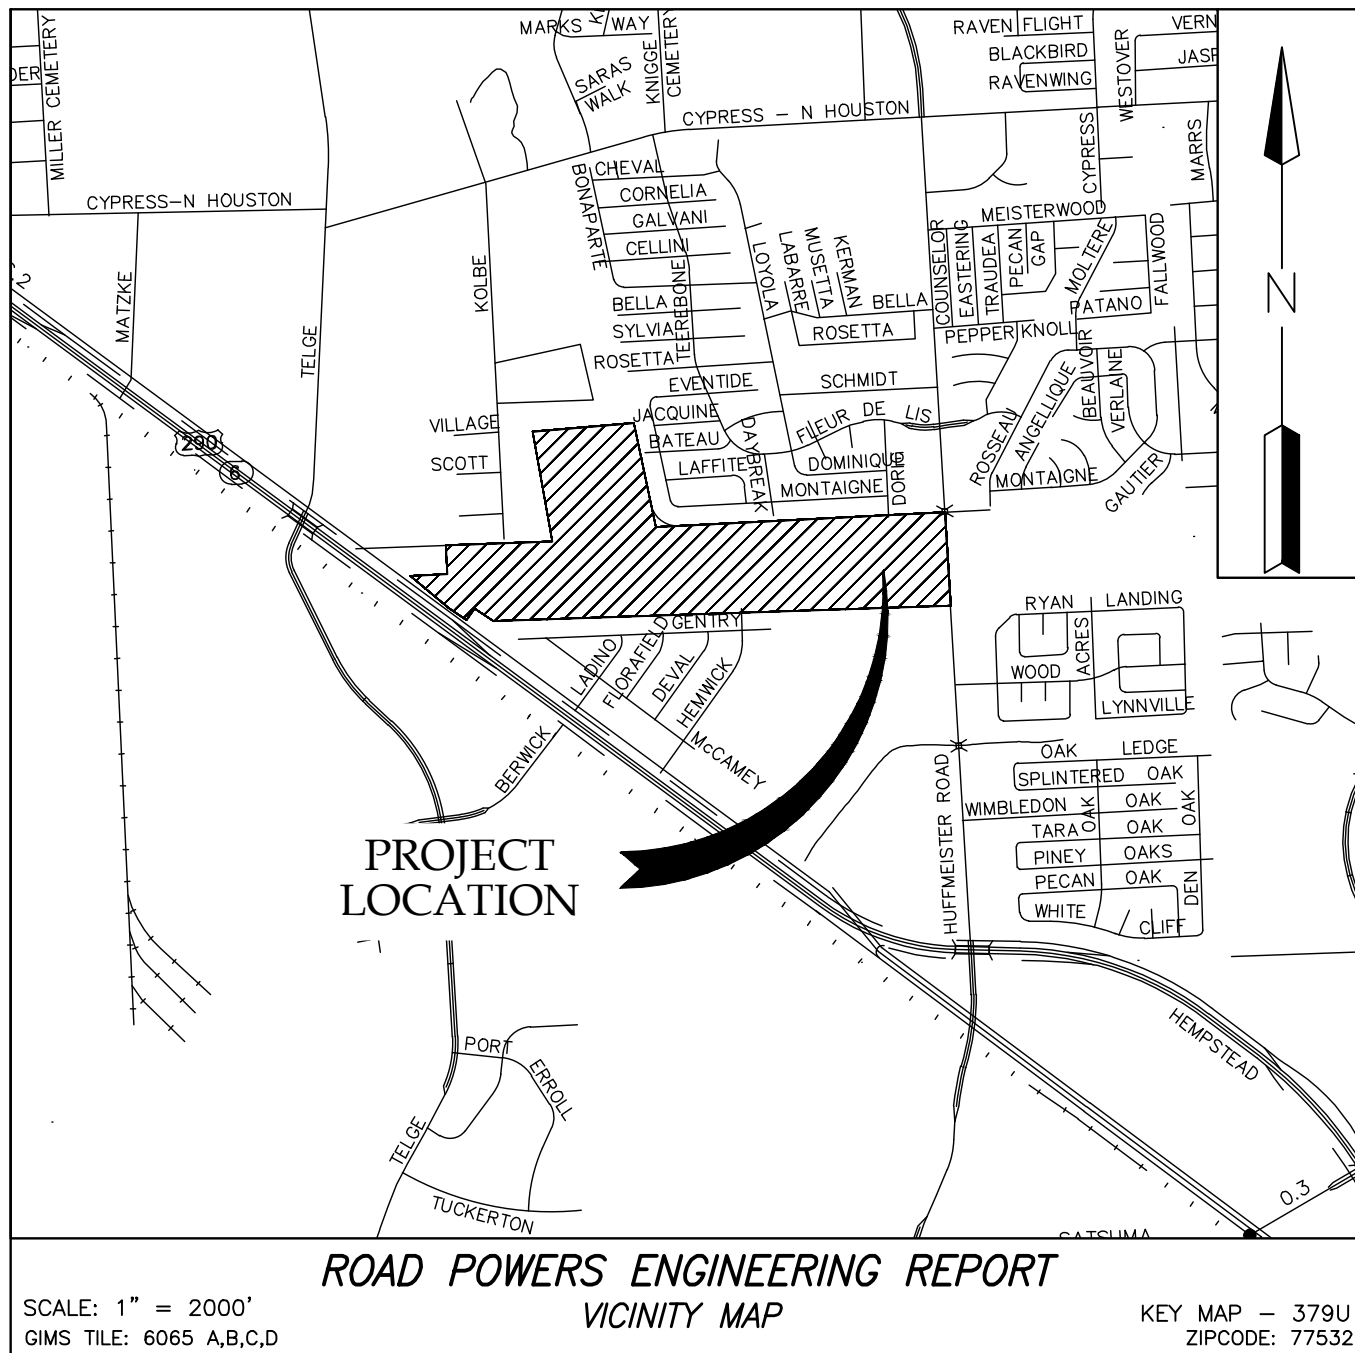 MARKS WAY
RAVEN FLIGHT
VERN
BLACKBIRD
WESTOVER
JASP
RAVENWING
DER
MILLER CEMETERY
SARAS
WALK
KNIGGE
CEMETERY
CYPRESS - N HOUSTON
CYPRESS
MARRS
CHEVAL
BONAPARTE
CORNELIA
CYPRESS-N HOUSTON
GALVANI
CELLINI
MEISTERWOOD
COUNSELOR
EASTERING
TRAUDEA
PECAN
GAP
MOLTERE
FALLWOOD
LOYOLA
LABARRE
MUSETTA
KERMAN
MATZKE
KOLBE
TELGE
BELLA
TEEREBONE
BELLA
PATANO
N
SYLVIA
ROSETTA
PEPPER KNOLL
ROSETTA
BEAUVOIR
VERLAINE
EVENTIDE
SCHMIDT
ANGELLIQUE
ROSSEAU
VILLAGE
JACQUINE
FLEUR DE LIS
BATEAU
DAYBREAK
290
SCOTT
LAFFITE
DOMINIQUE
DORIE
6
MONTAIGNE
MONTAIGNE
GAUTIER
RYAN LANDING
GENTRY
ACRES
LADINO
FLORAFIELD
DEVAL
HEMWICK
WOOD
LYNNVILLE
BERWICK
McCAMEY
OAK LEDGE
SPLINTERED OAK
HUFFMEISTER ROAD
WIMBLEDON
OAK
OAK
OAK
TARA OAK
PROJECT
LOCATION
PINEY OAKS
PECAN OAK
DEN
WHITE
CLIFF
HEMPSTEAD
PORT
ERROLL
TELGE
TUCKERTON
0.3
SATSUMA
ROAD POWERS ENGINEERING REPORT
VICINITY MAP
SCALE: 1" = 2000'
GIMS TILE: 6065 A,B,C,D
KEY MAP - 379U
ZIPCODE: 77532